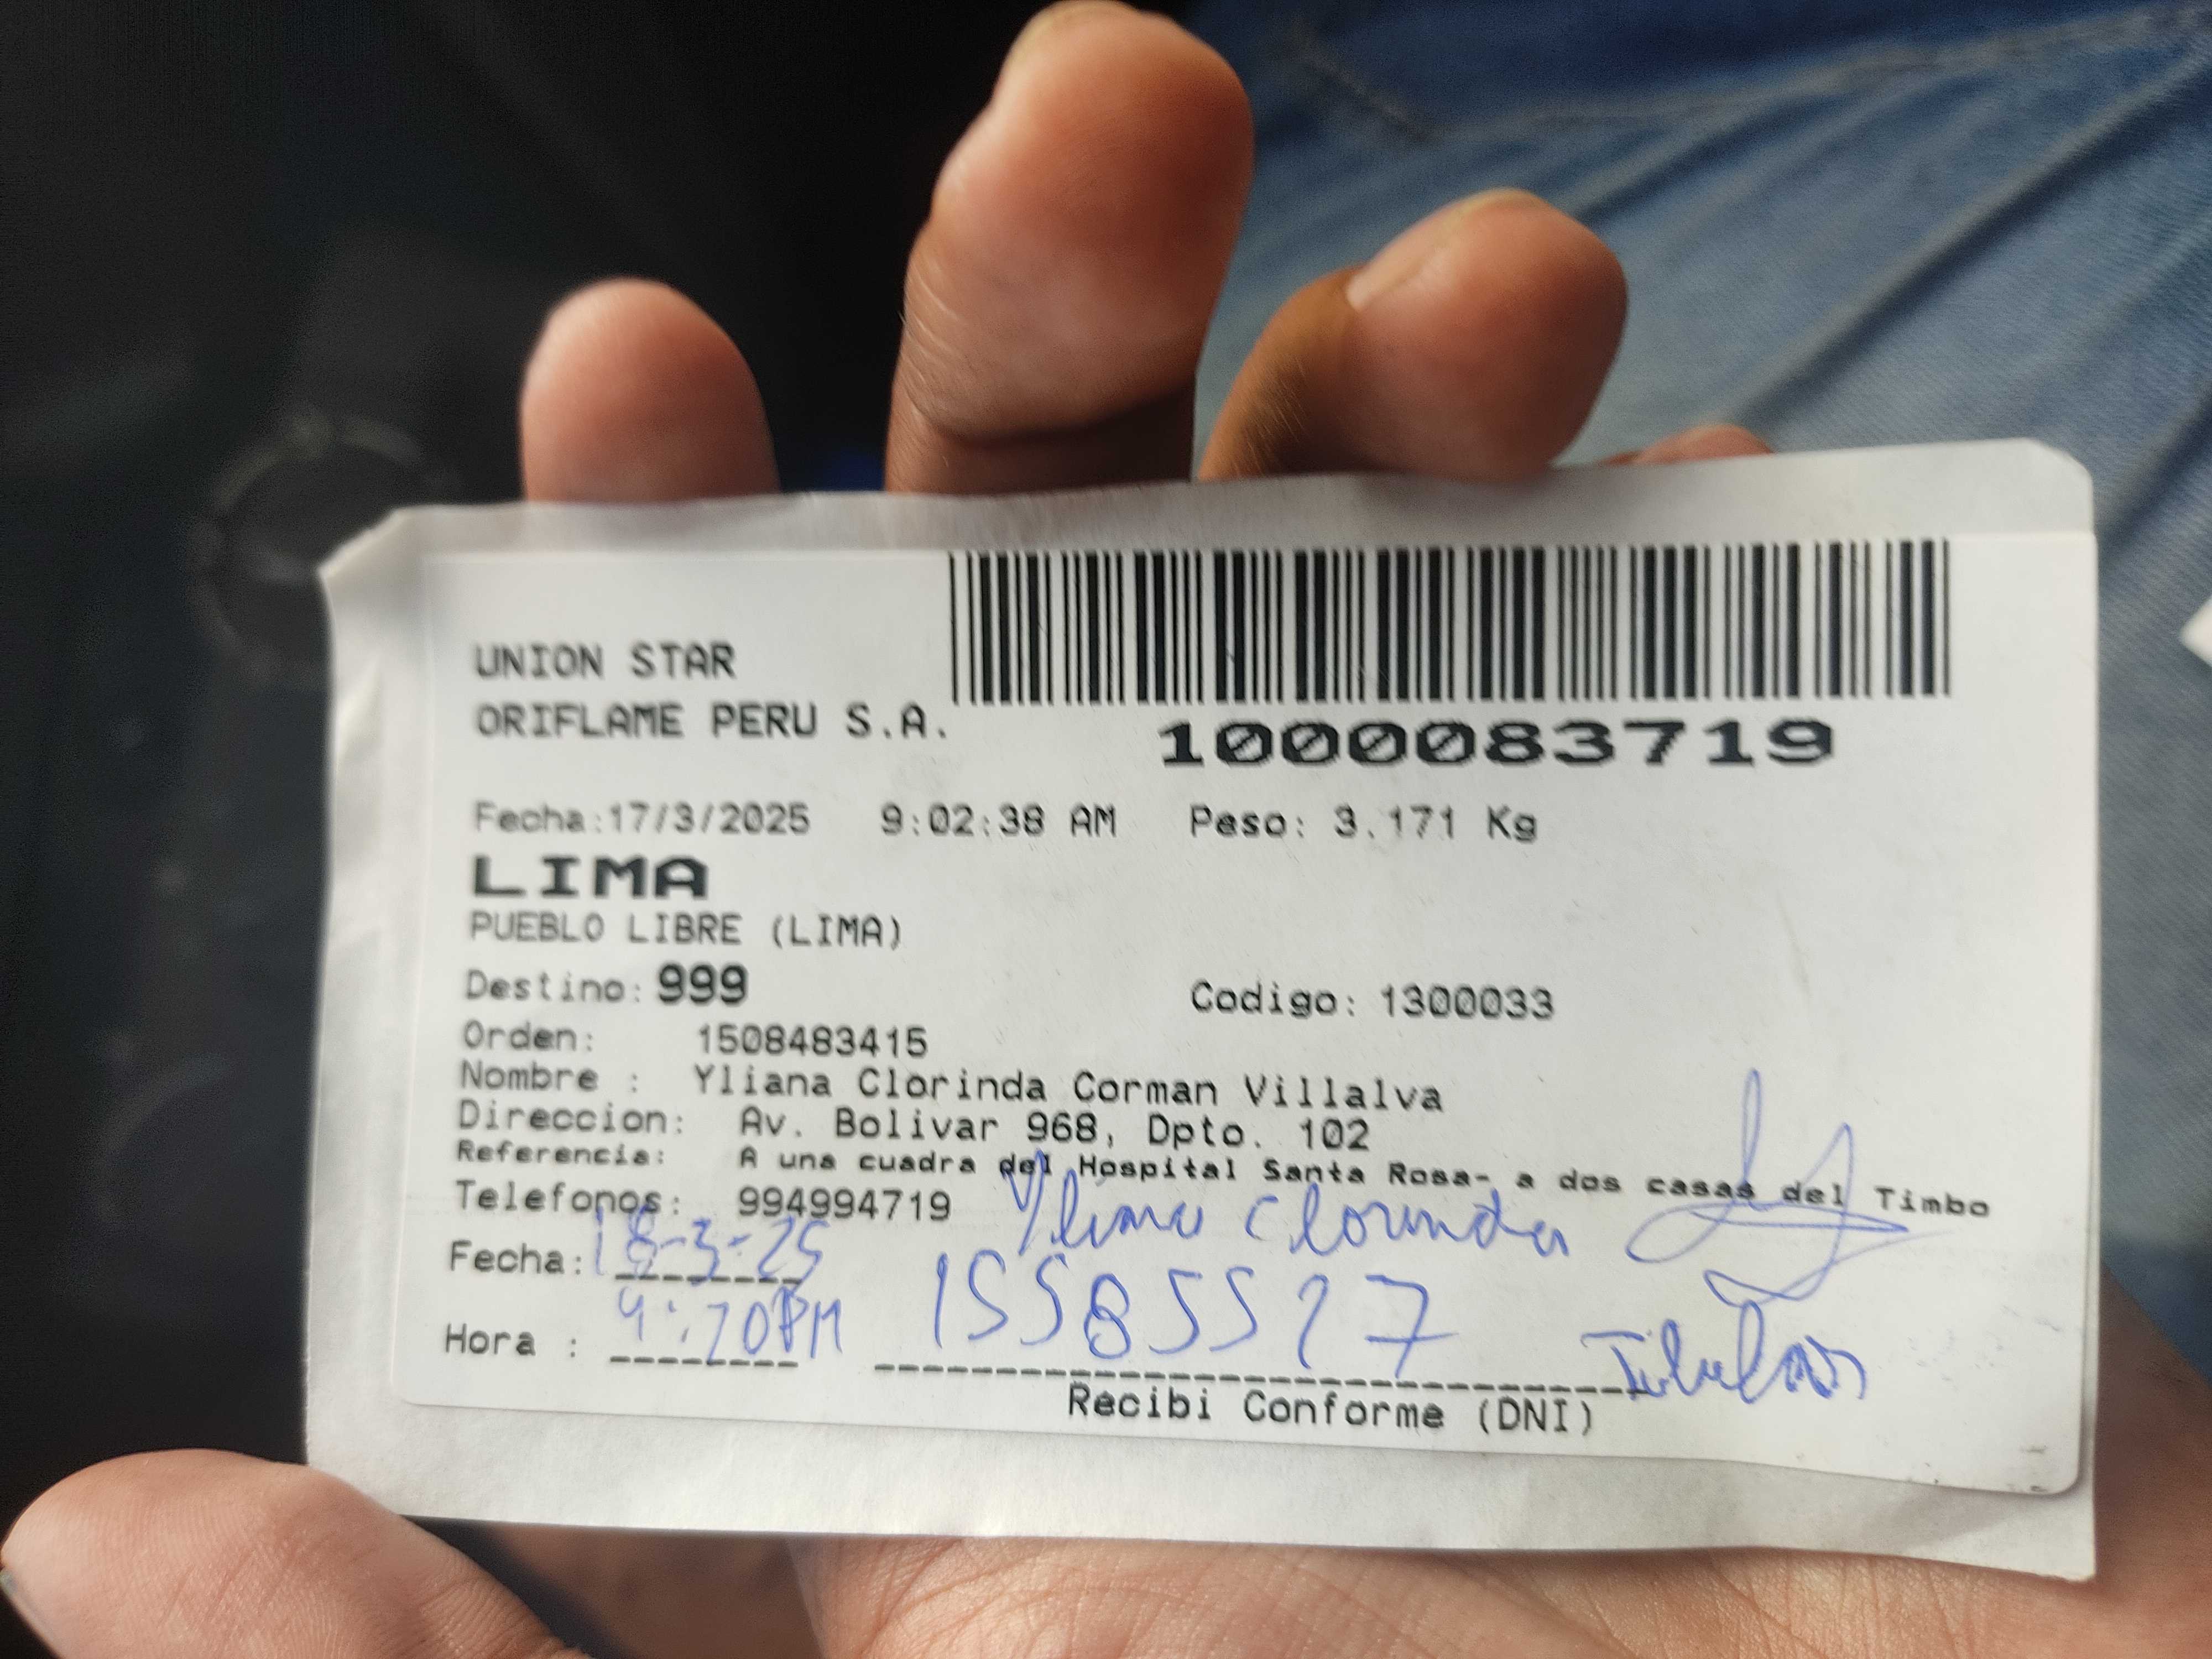 UNION STAR
ORIFLAME PERU S.A.
1000083719
Fecha:17/3/2025 9:02:38 AM Peso: 3.171 Kg
LIMA
PUEBLO LIBRE (LIMA)
Destino: 999 Codigo: 1300033
Orden: 1508483415
Nombre : Yliana Clorinda Corman Villalva
Direccion: Av. Bolivar 968, Dpto. 102
Referencia: A una cuadra del Hospital Santa Rosa- a dos casas del Timbo
Telefonos: 994994719 Yliana Clorinda
Fecha: 18-3-25
Hora : PM Titular
Recibi Conforme (DNI)